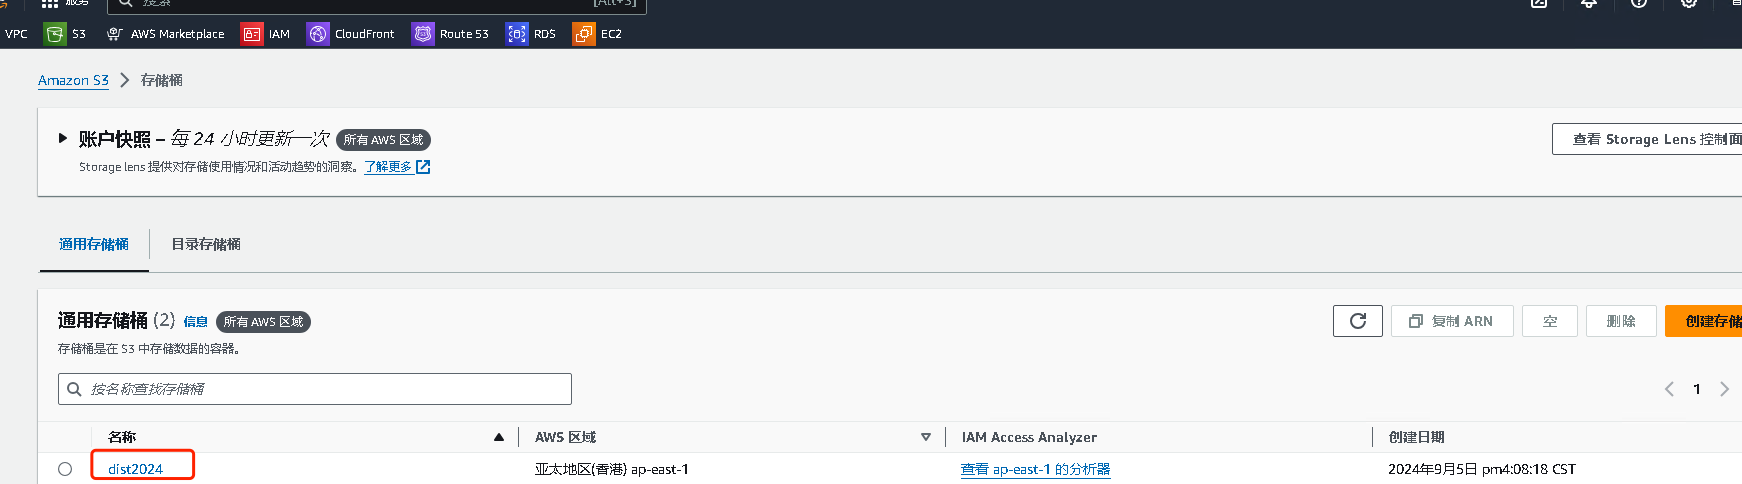 服务 搜索 [Alt+S]
VPC S3 AWS Marketplace IAM CloudFront Route 53 RDS EC2
Amazon S3 存储桶
账户快照 – 每 24 小时更新一次 所有 AWS 区域
查看 Storage Lens 控制面
Storage lens 提供对存储使用情况和活动趋势的洞察。 了解更多
通用存储桶 目录存储桶
通用存储桶 (2) 信息 所有 AWS 区域
复制 ARN 空 删除 创建存储
存储桶是在 S3 中存储数据的容器。
按名称查找存储桶
1
名称 AWS 区域 IAM Access Analyzer 创建日期
dist2024 亚太地区(香港) ap-east-1 查看 ap-east-1 的分析器 2024年9月5日 pm4:08:18 CST